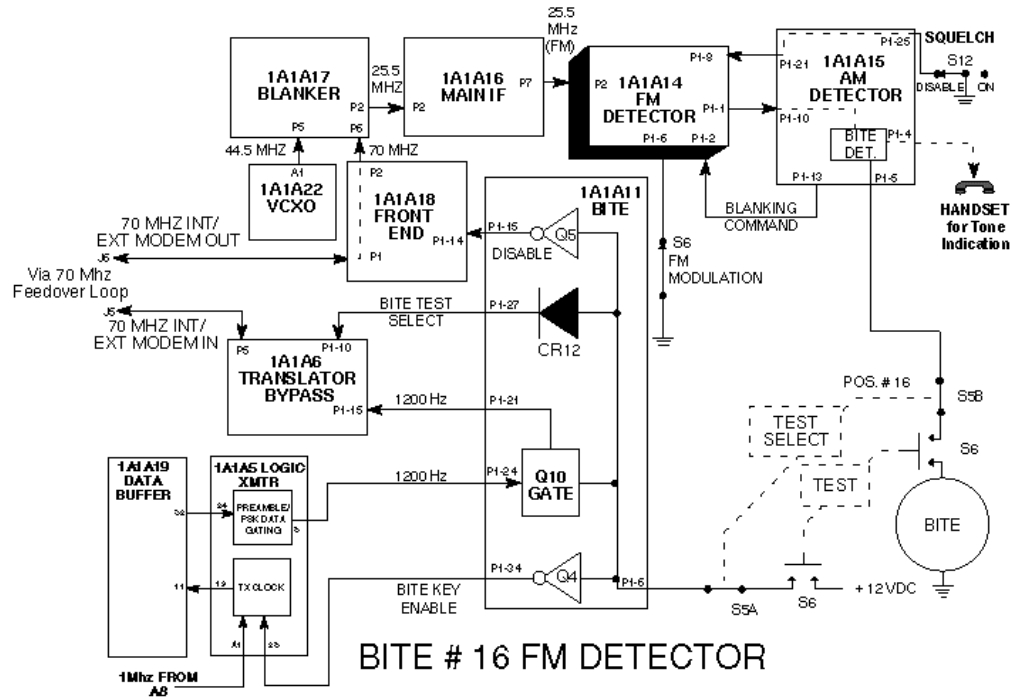 25.5
MHz
(FM)
1A1A17
BLANKER
P2
P5
P6
25.5
MHZ
1A1A16
MAIN IF
P2
P7
P2
1A1A14
FM
DETECTOR
P1-9
P1-1
P1-6
P1-2
P1-25
P1-21
1A1A15
AM
DETECTOR
P1-10
BITE
DET.
P1-4
P1-13
P1-5
SQUELCH
S12
DISABLE
ON
HANDSET
for Tone
Indication
44.5 MHZ
70 MHZ
A1
1A1A22
VCXO
P2
1A1A18
FRONT
END
P1-14
P1
1A1A11
BITE
P1-15
Q5
DISABLE
BLANKING
COMMAND
S6
FM
MODULATION
70 MHZ INT/
EXT MODEM OUT
J6
Via 70 Mhz
Feedover Loop
J5
70 MHZ INT/
EXT MODEM IN
BITE TEST
SELECT
P1-27
CR12
P5
P1-10
1A1A6
TRANSLATOR
BYPASS
P1-15
1200 Hz
P1-21
POS. # 16
S5B
TEST
SELECT
S6
TEST
BITE
1A1A19
DATA
BUFFER
32
11
1A1A5 LOGIC
XMTR
24
PREAMBLE/
PSK DATA
GATING
12
TX CLOCK
1200 Hz
P1-24
Q10
GATE
P1-34
Q4
BITE KEY
ENABLE
P1-6
S5A
S6
+12VDC
1Mhz FROM
A8
BITE # 16 FM DETECTOR